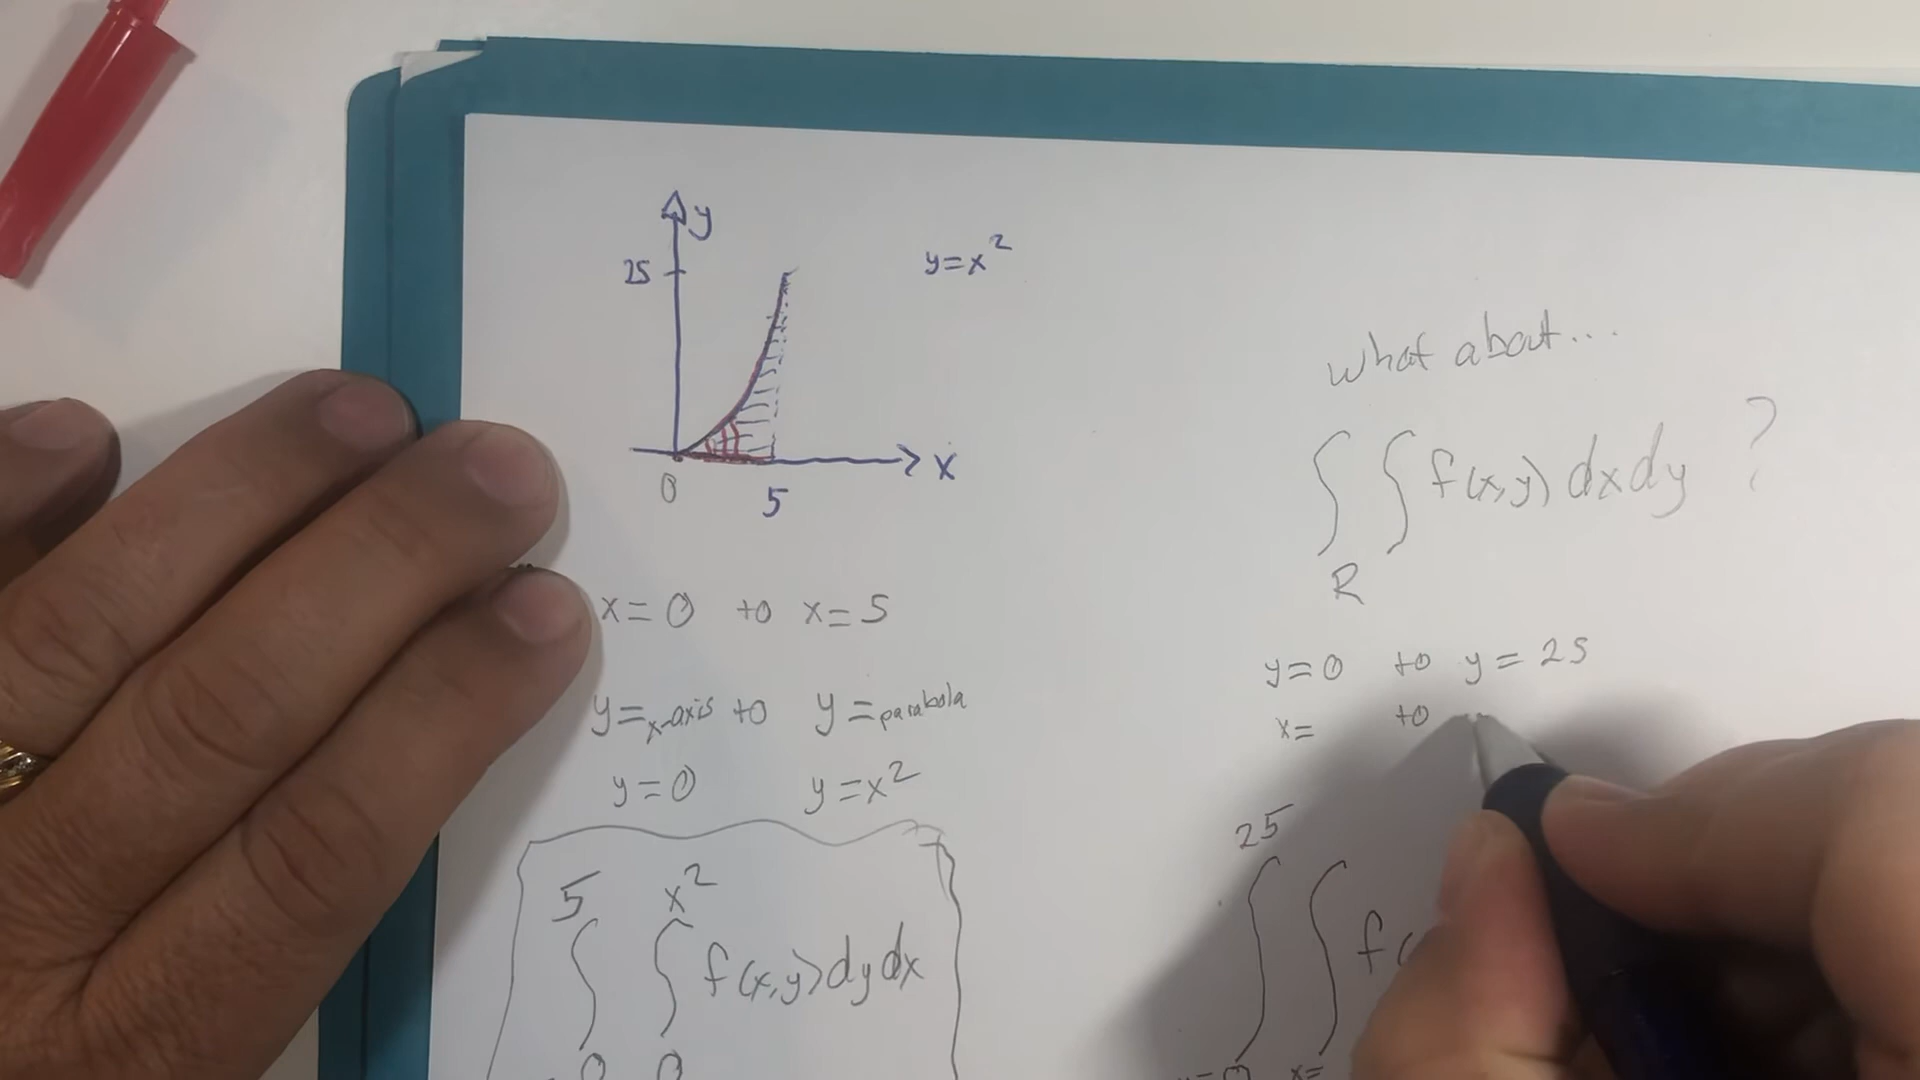 y
25
y=x²
0
5
x
x=0 to x=5
y=x-axis to y=parabola
y=0 y=x²
5 x²
∫ ∫ f(x,y) dy dx
0 0
what about...
∫ ∫ f(x,y) dx dy ?
R
y=0 to y=25
x= to
25
∫ ∫ f(
x=